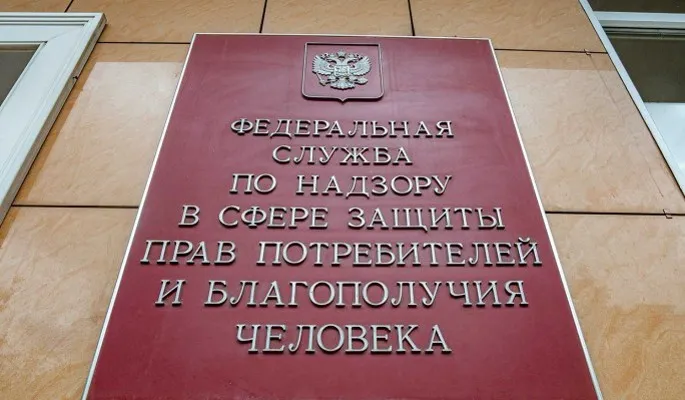 ФЕДЕРАЛЬНАЯ
СЛУЖБА
ПО НАДЗОРУ
В СФЕРЕ ЗАЩИТЫ
ПРАВ ПОТРЕБИТЕЛЕЙ
И БЛАГОПОЛУЧИЯ
ЧЕЛОВЕКА